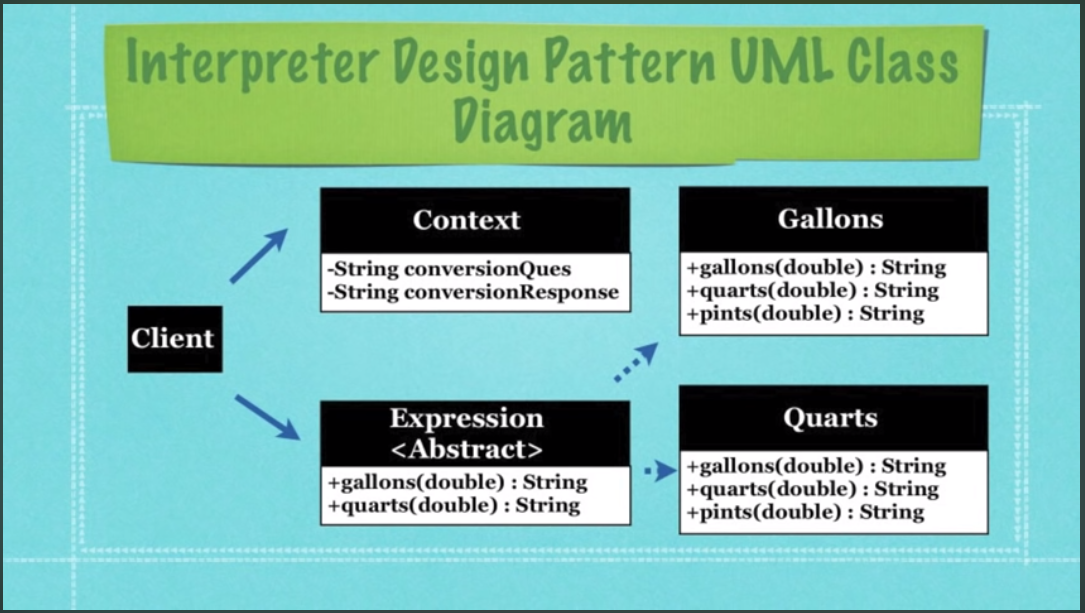 Interpreter Design Pattern UML Class
Diagram
Context
-String conversionQues
-String conversionResponse
Gallons
+gallons(double) : String
+quarts(double) : String
+pints(double) : String
Client
Expression
<Abstract>
+gallons(double) : String
+quarts(double) : String
Quarts
+gallons(double) : String
+quarts(double) : String
+pints(double) : String